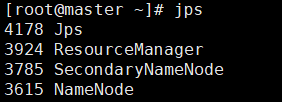 [root@master ~]# jps
4178 Jps
3924 ResourceManager
3785 SecondaryNameNode
3615 NameNode